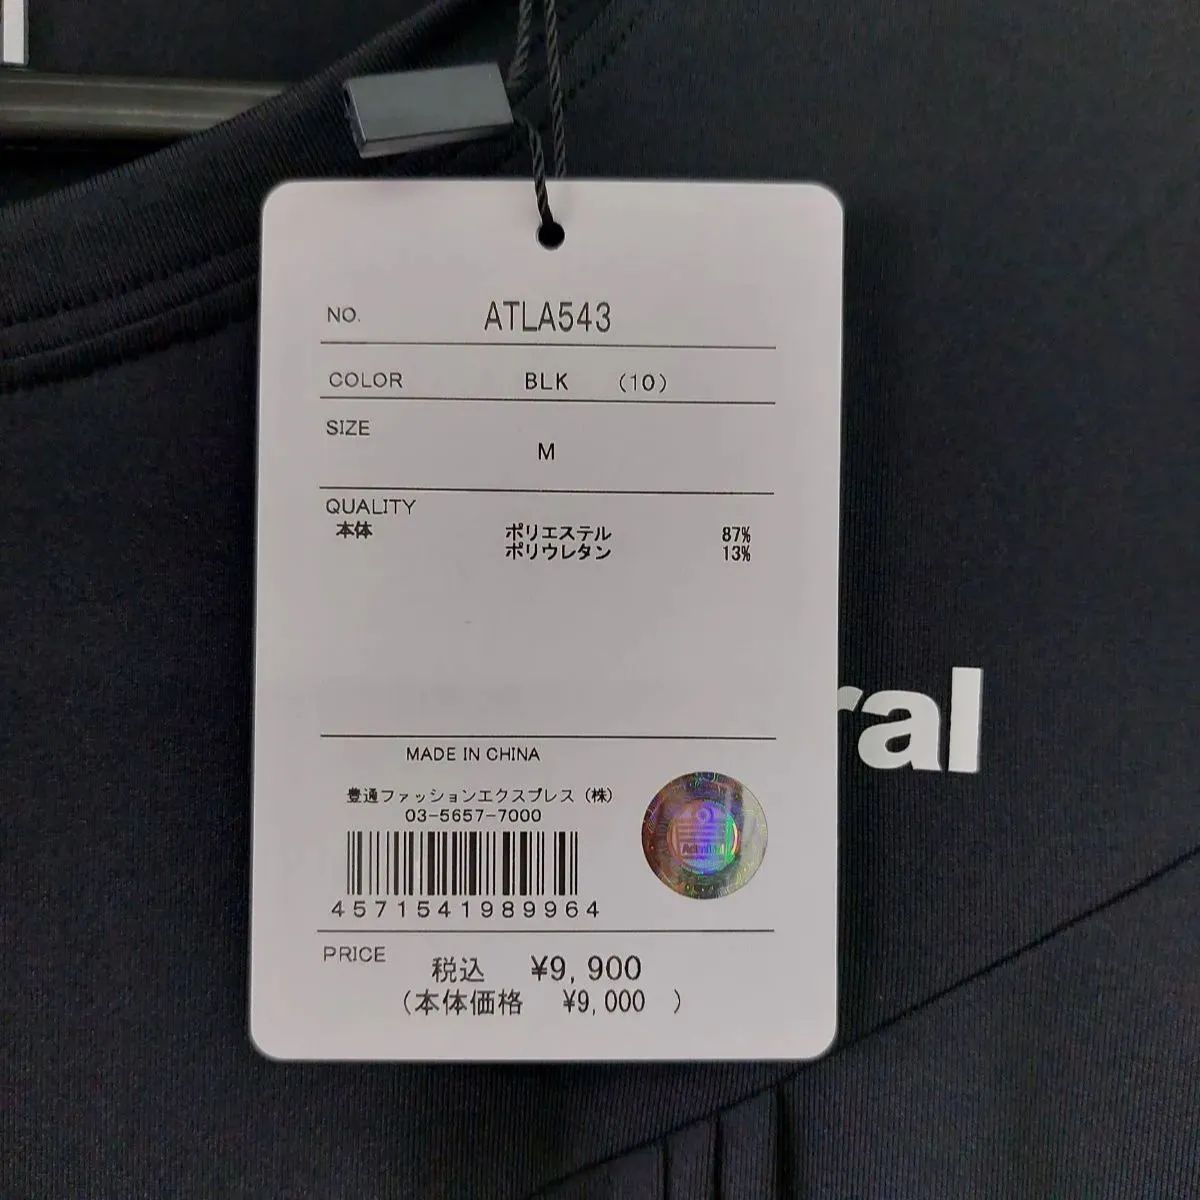 NO. ATLA543
COLOR BLK (10)
SIZE
M
QUALITY
本体 ポリエステル 87%
ポリウレタン 13%
ral
MADE IN CHINA
豊通ファッションエクスプレス(株)
03-5657-7000
Admiral
4571541989964
PRICE 税込 ¥9,900
(本体価格 ¥9,000 )